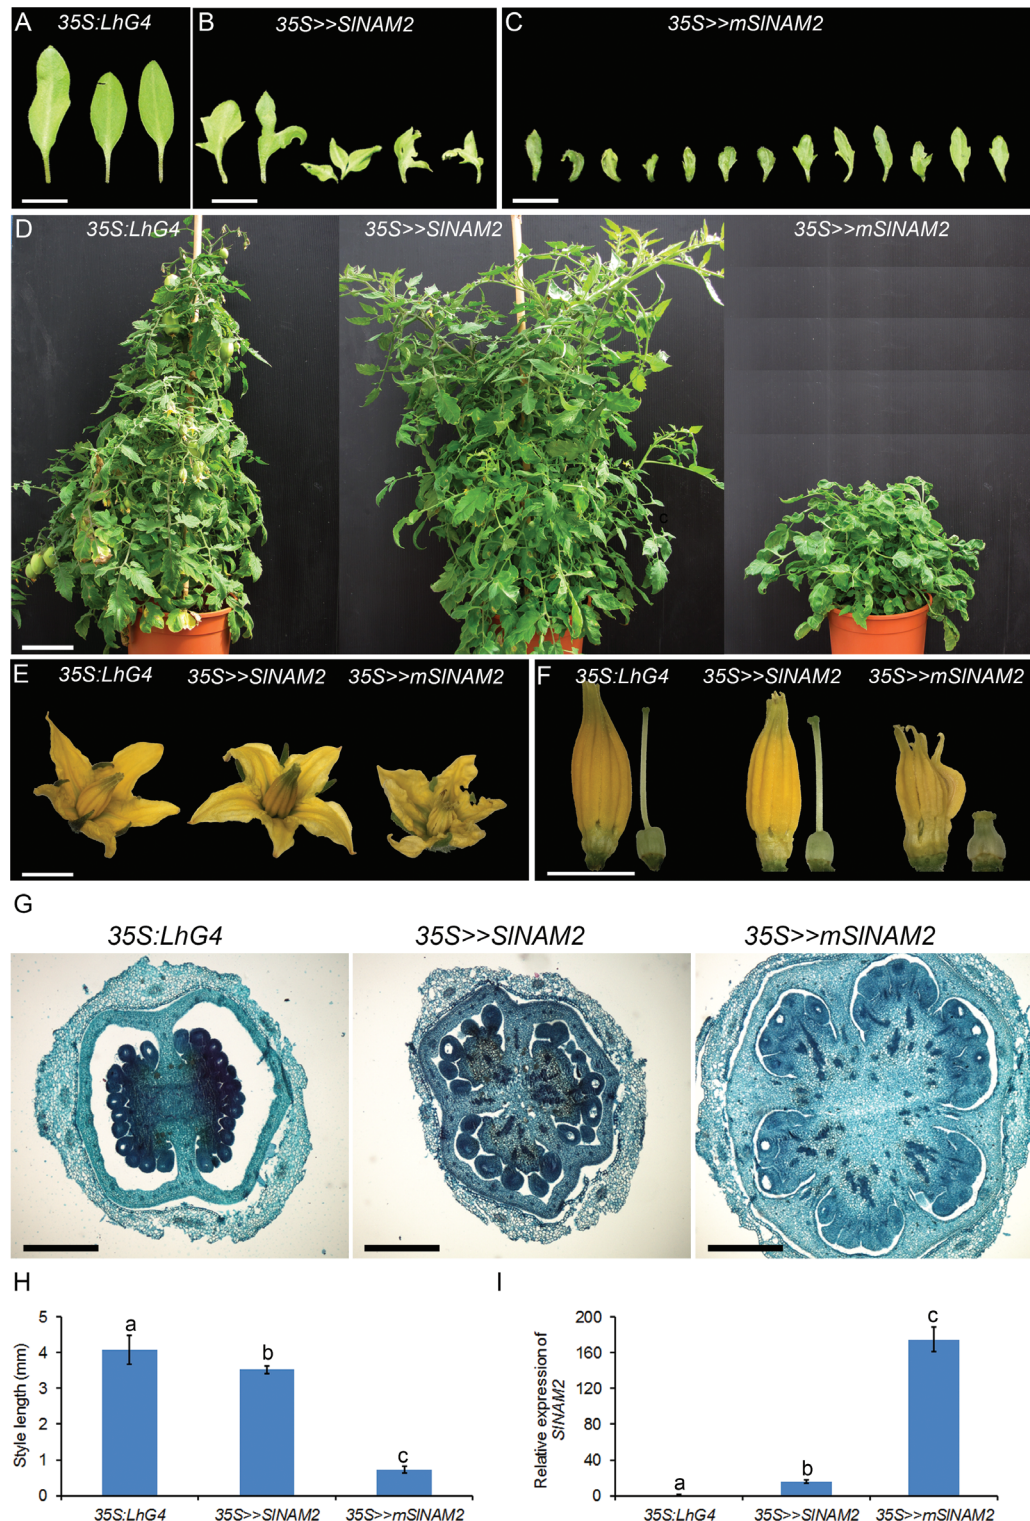 A 35S:LhG4
B 35S>>SlNAM2
C 35S>>mSlNAM2
D 35S:LhG4 35S>>SlNAM2 35S>>mSlNAM2
c
E 35S:LhG4 35S>>SlNAM2 35S>>mSlNAM2
F 35S:LhG4 35S>>SlNAM2 35S>>mSlNAM2
G
35S:LhG4 35S>>SlNAM2 35S>>mSlNAM2
H
Style length (mm)
5
4
3
2
1
0
a
b
c
35S:LhG4 35S>>SlNAM2 35S>>mSlNAM2
I
Relative expression of
SlNAM2
200
160
120
80
40
0
a
b
c
35S:LhG4 35S>>SlNAM2 35S>>mSlNAM2